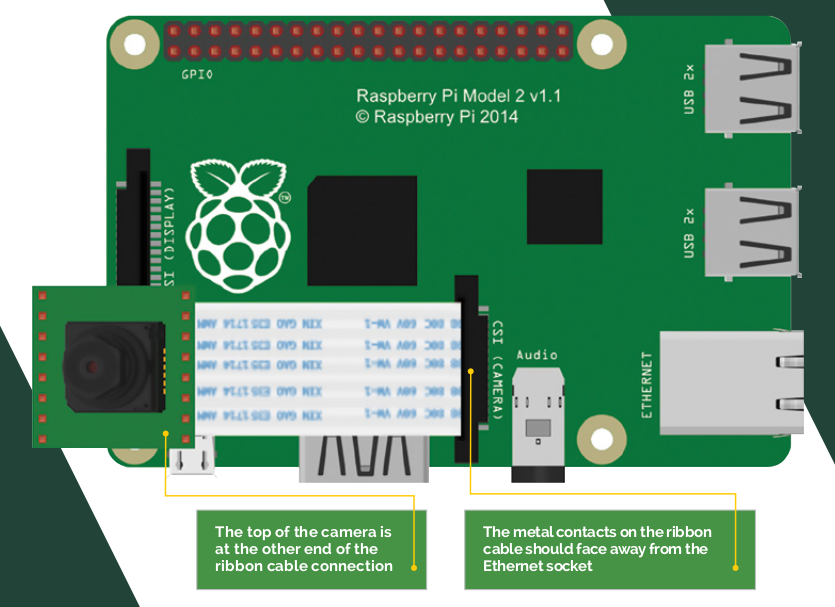 GPIO
Raspberry Pi Model 2 v1.1
© Raspberry Pi 2014
USB 2x
TM
SI (DISPLAY)
USB 2x
CSI (CAMERA)
Audio
ETHERNET
The top of the camera is
at the other end of the
ribbon cable connection
The metal contacts on the ribbon
cable should face away from the
Ethernet socket